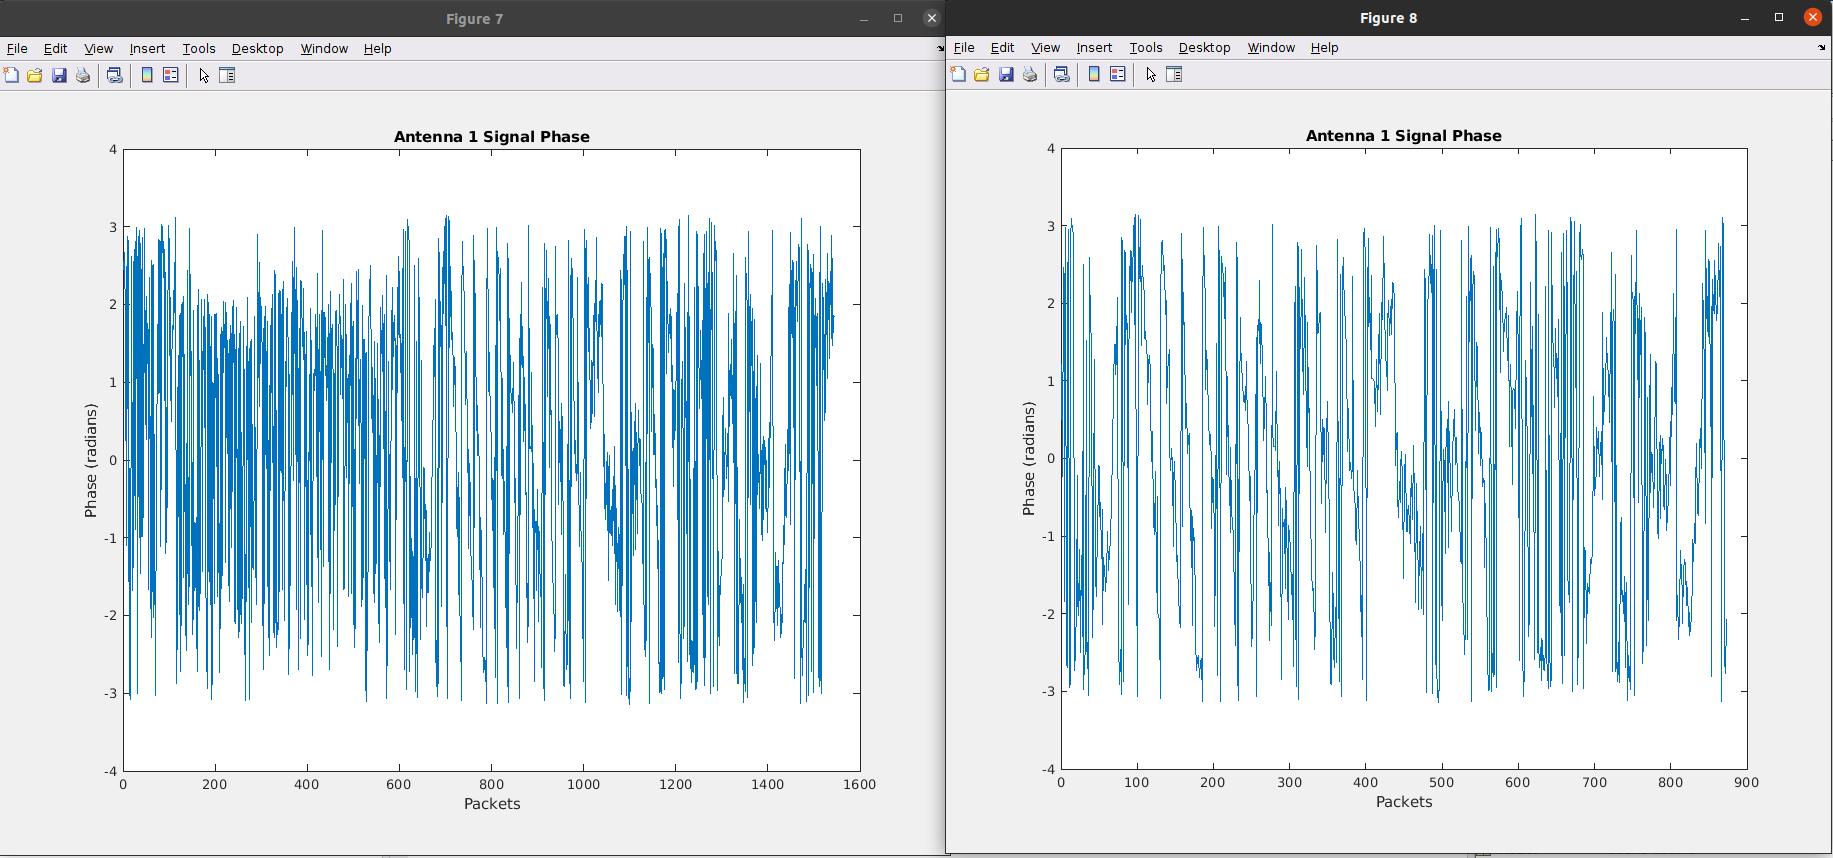 Figure 7
File Edit View Insert Tools Desktop Window Help
Antenna 1 Signal Phase
4
3
2
1
0
-1
-2
-3
-4
Phase (radians)
0 200 400 600 800 1000 1200 1400 1600
Packets
Figure 8
File Edit View Insert Tools Desktop Window Help
Antenna 1 Signal Phase
4
3
2
1
0
-1
-2
-3
-4
Phase (radians)
0 100 200 300 400 500 600 700 800 900
Packets